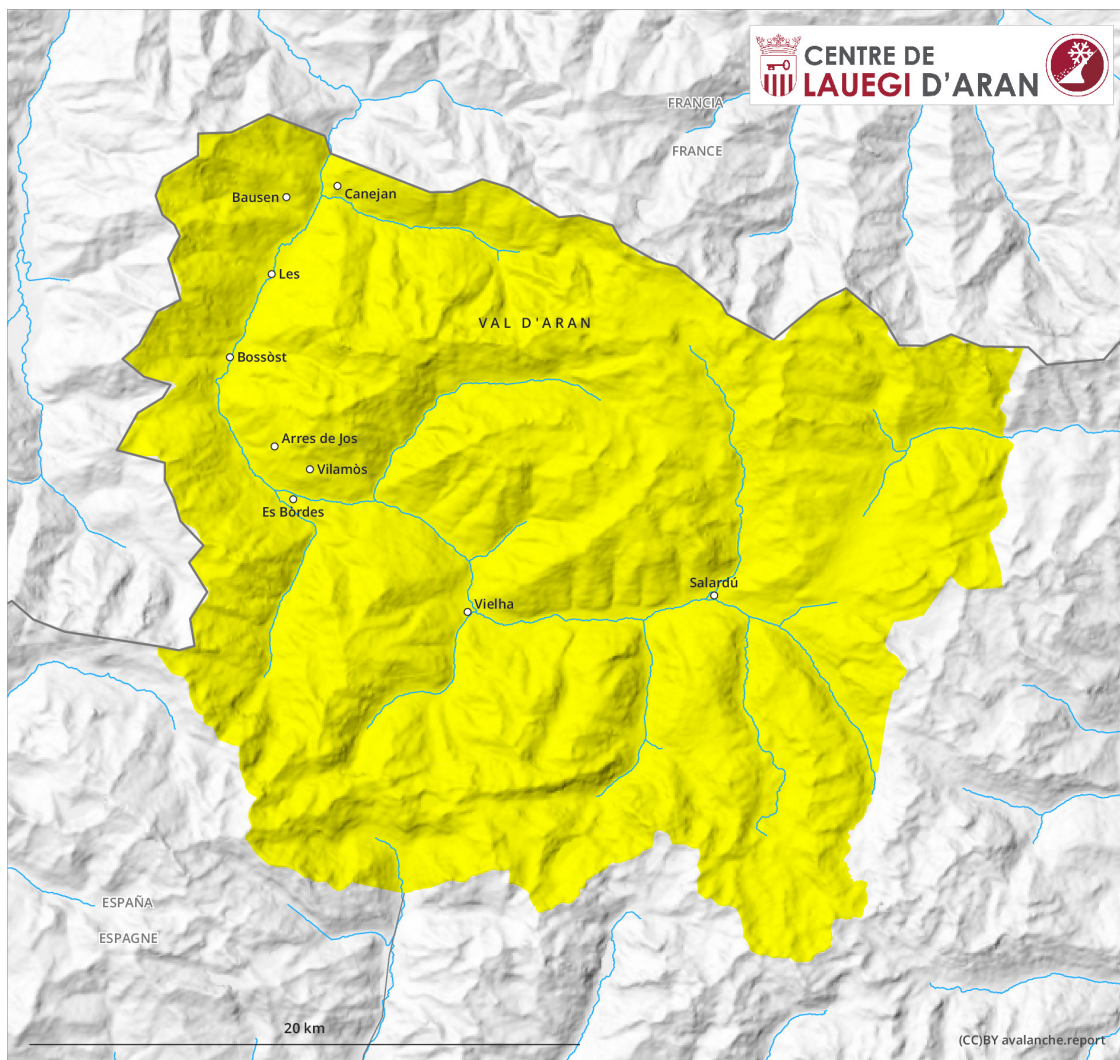 CENTRE DE
LAUEGI D'ARAN
FRANCIA
FRANCE
Bausen
Canejan
Les
VAL D'ARAN
Bossòst
Arres de Jos
Vilamòs
Es Bòrdes
Salardú
Vielha
ESPAÑA
ESPAGNE
20 km
(CC)BY avalanche.report